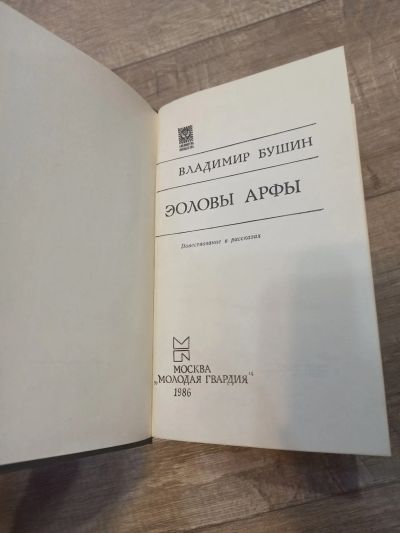 ВЛАДИМИР БУШИН
ЭОЛОВЫ АРФЫ
Повествование в рассказах
МОСКВА
„МОЛОДАЯ ГВАРДИЯ“
1986